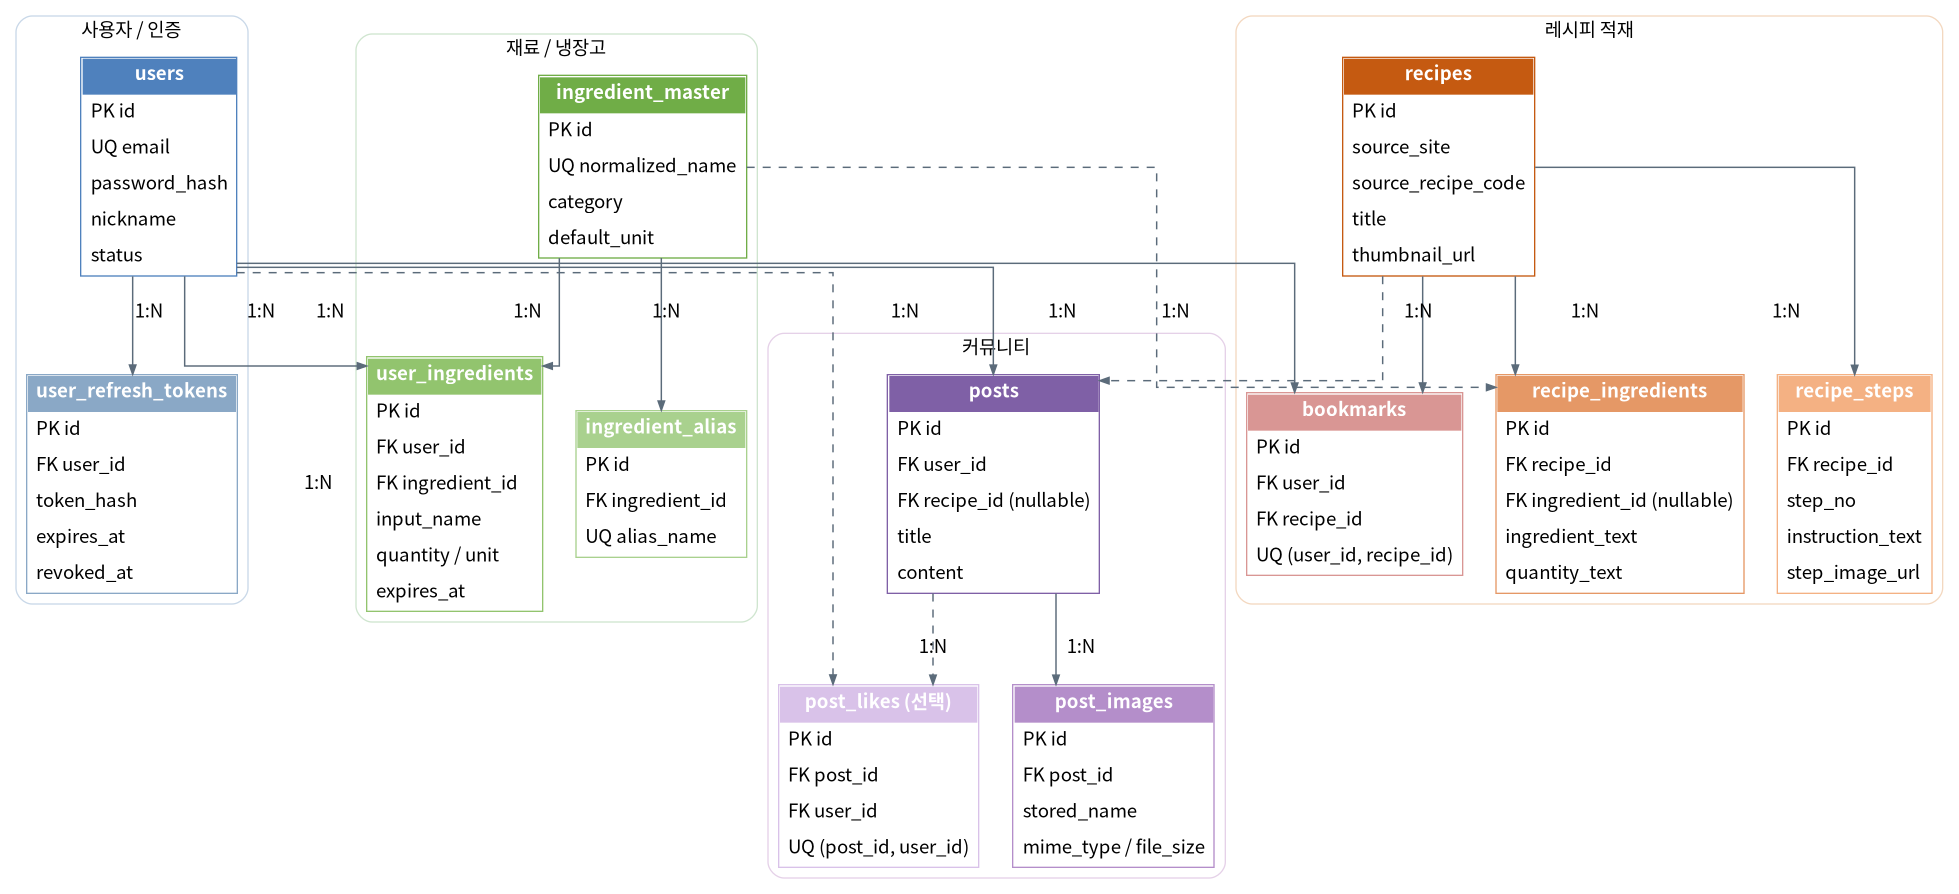 사용자 / 인증
users
PK id
UQ email
password_hash
nickname
status
1:N
1:N
1:N
user_refresh_tokens
PK id
FK user_id
token_hash
expires_at
revoked_at
1:N
재료 / 냉장고
ingredient_master
PK id
UQ normalized_name
category
default_unit
1:N
1:N
user_ingredients
PK id
FK user_id
FK ingredient_id
input_name
quantity / unit
expires_at
ingredient_alias
PK id
FK ingredient_id
UQ alias_name
1:N
1:N
1:N
커뮤니티
posts
PK id
FK user_id
FK recipe_id (nullable)
title
content
1:N
1:N
post_likes (선택)
PK id
FK post_id
FK user_id
UQ (post_id, user_id)
post_images
PK id
FK post_id
stored_name
mime_type / file_size
레시피 적재
recipes
PK id
source_site
source_recipe_code
title
thumbnail_url
1:N
1:N
1:N
bookmarks
PK id
FK user_id
FK recipe_id
UQ (user_id, recipe_id)
recipe_ingredients
PK id
FK recipe_id
FK ingredient_id (nullable)
ingredient_text
quantity_text
recipe_steps
PK id
FK recipe_id
step_no
instruction_text
step_image_url